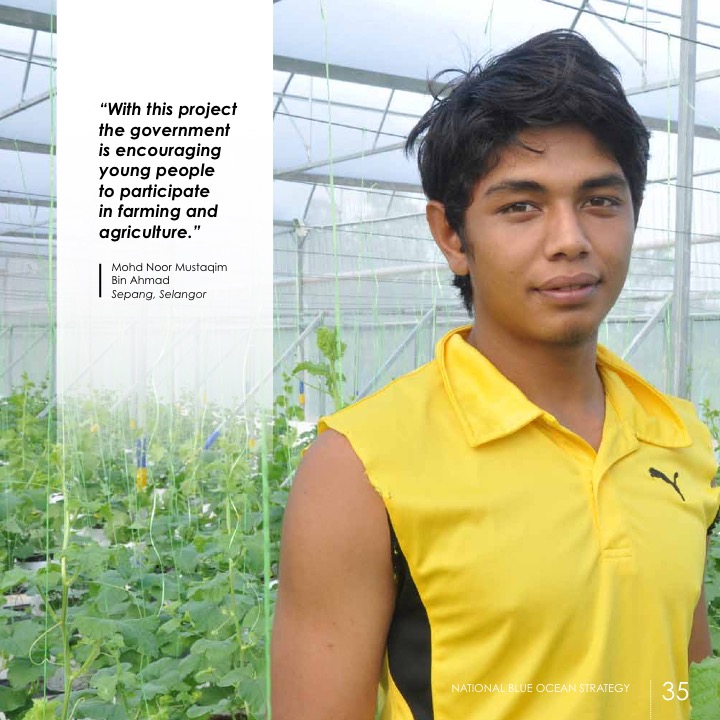 “With this project
the government
is encouraging
young people
to participate
in farming and
agriculture.”
Mohd Noor Mustaqim
Bin Ahmad
Sepang, Selangor
NATIONAL BLUE OCEAN STRATEGY
35